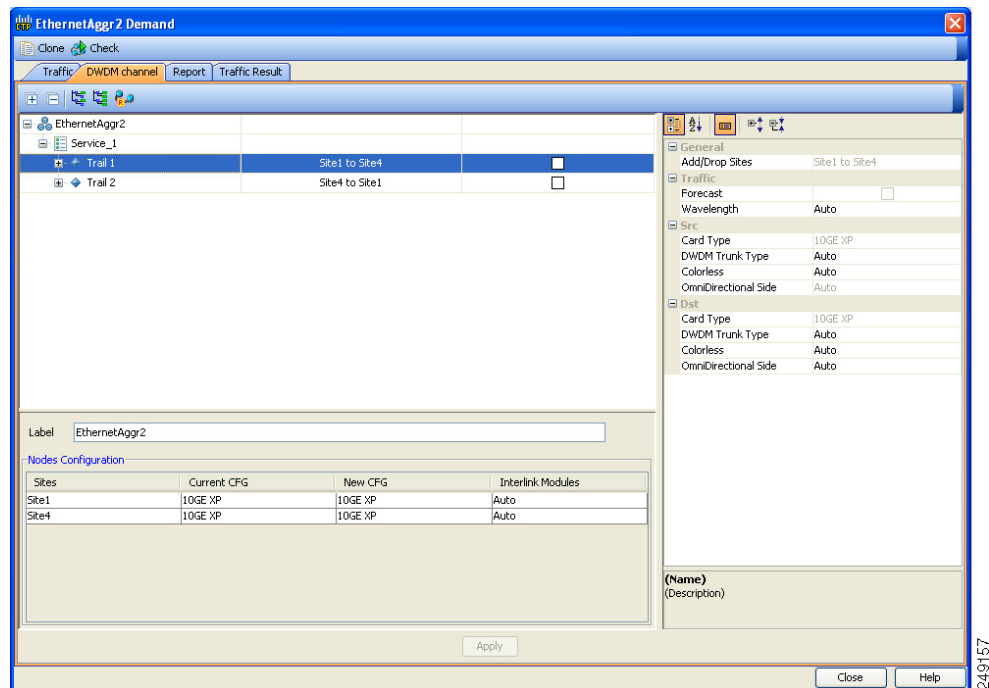 CTP EthernetAggr2 Demand
Clone Check
Traffic DWDM channel Report Traffic Result
EthernetAggr2
Service_1
Trail 1 Site1 to Site4
Trail 2 Site4 to Site1
General
Add/Drop Sites Site1 to Site4
Traffic
Forecast
Wavelength Auto
Src
Card Type 10GE XP
DWDM Trunk Type Auto
Colorless Auto
OmniDirectional Side Auto
Dst
Card Type 10GE XP
DWDM Trunk Type Auto
Colorless Auto
OmniDirectional Side Auto
Label EthernetAggr2
Nodes Configuration
Sites Current CFG New CFG Interlink Modules
Site1 10GE XP 10GE XP Auto
Site4 10GE XP 10GE XP Auto
(Name)
(Description)
Apply
Close Help
249157